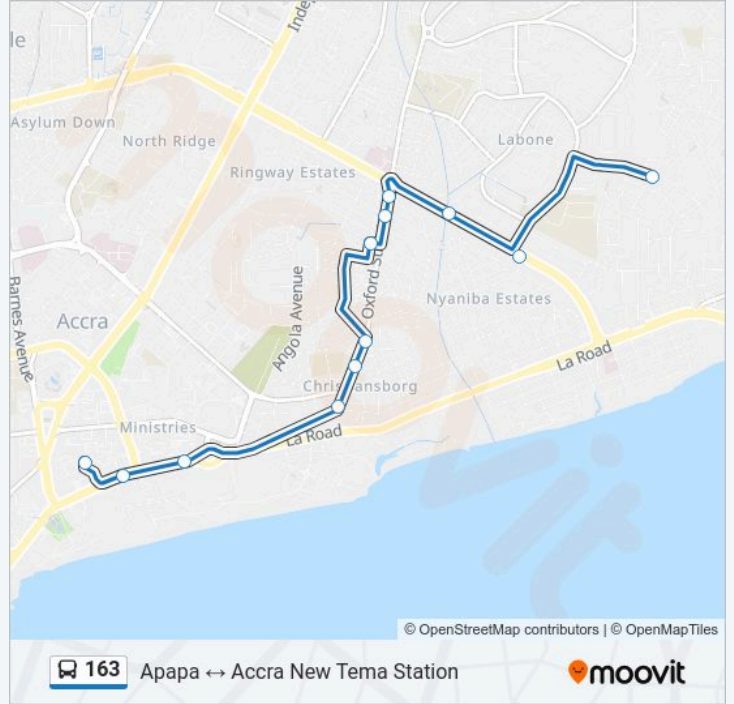 le
Inde
Asylum Down
North Ridge
Labone
Ringway Estates
Barnes Avenue
Angola Avenue
Oxford St
Nyaniba Estates
Accra
La Road
Christiansborg
Ministries
La Road
© OpenStreetMap contributors | © OpenMapTiles
163
Apapa ↔ Accra New Tema Station
moovit